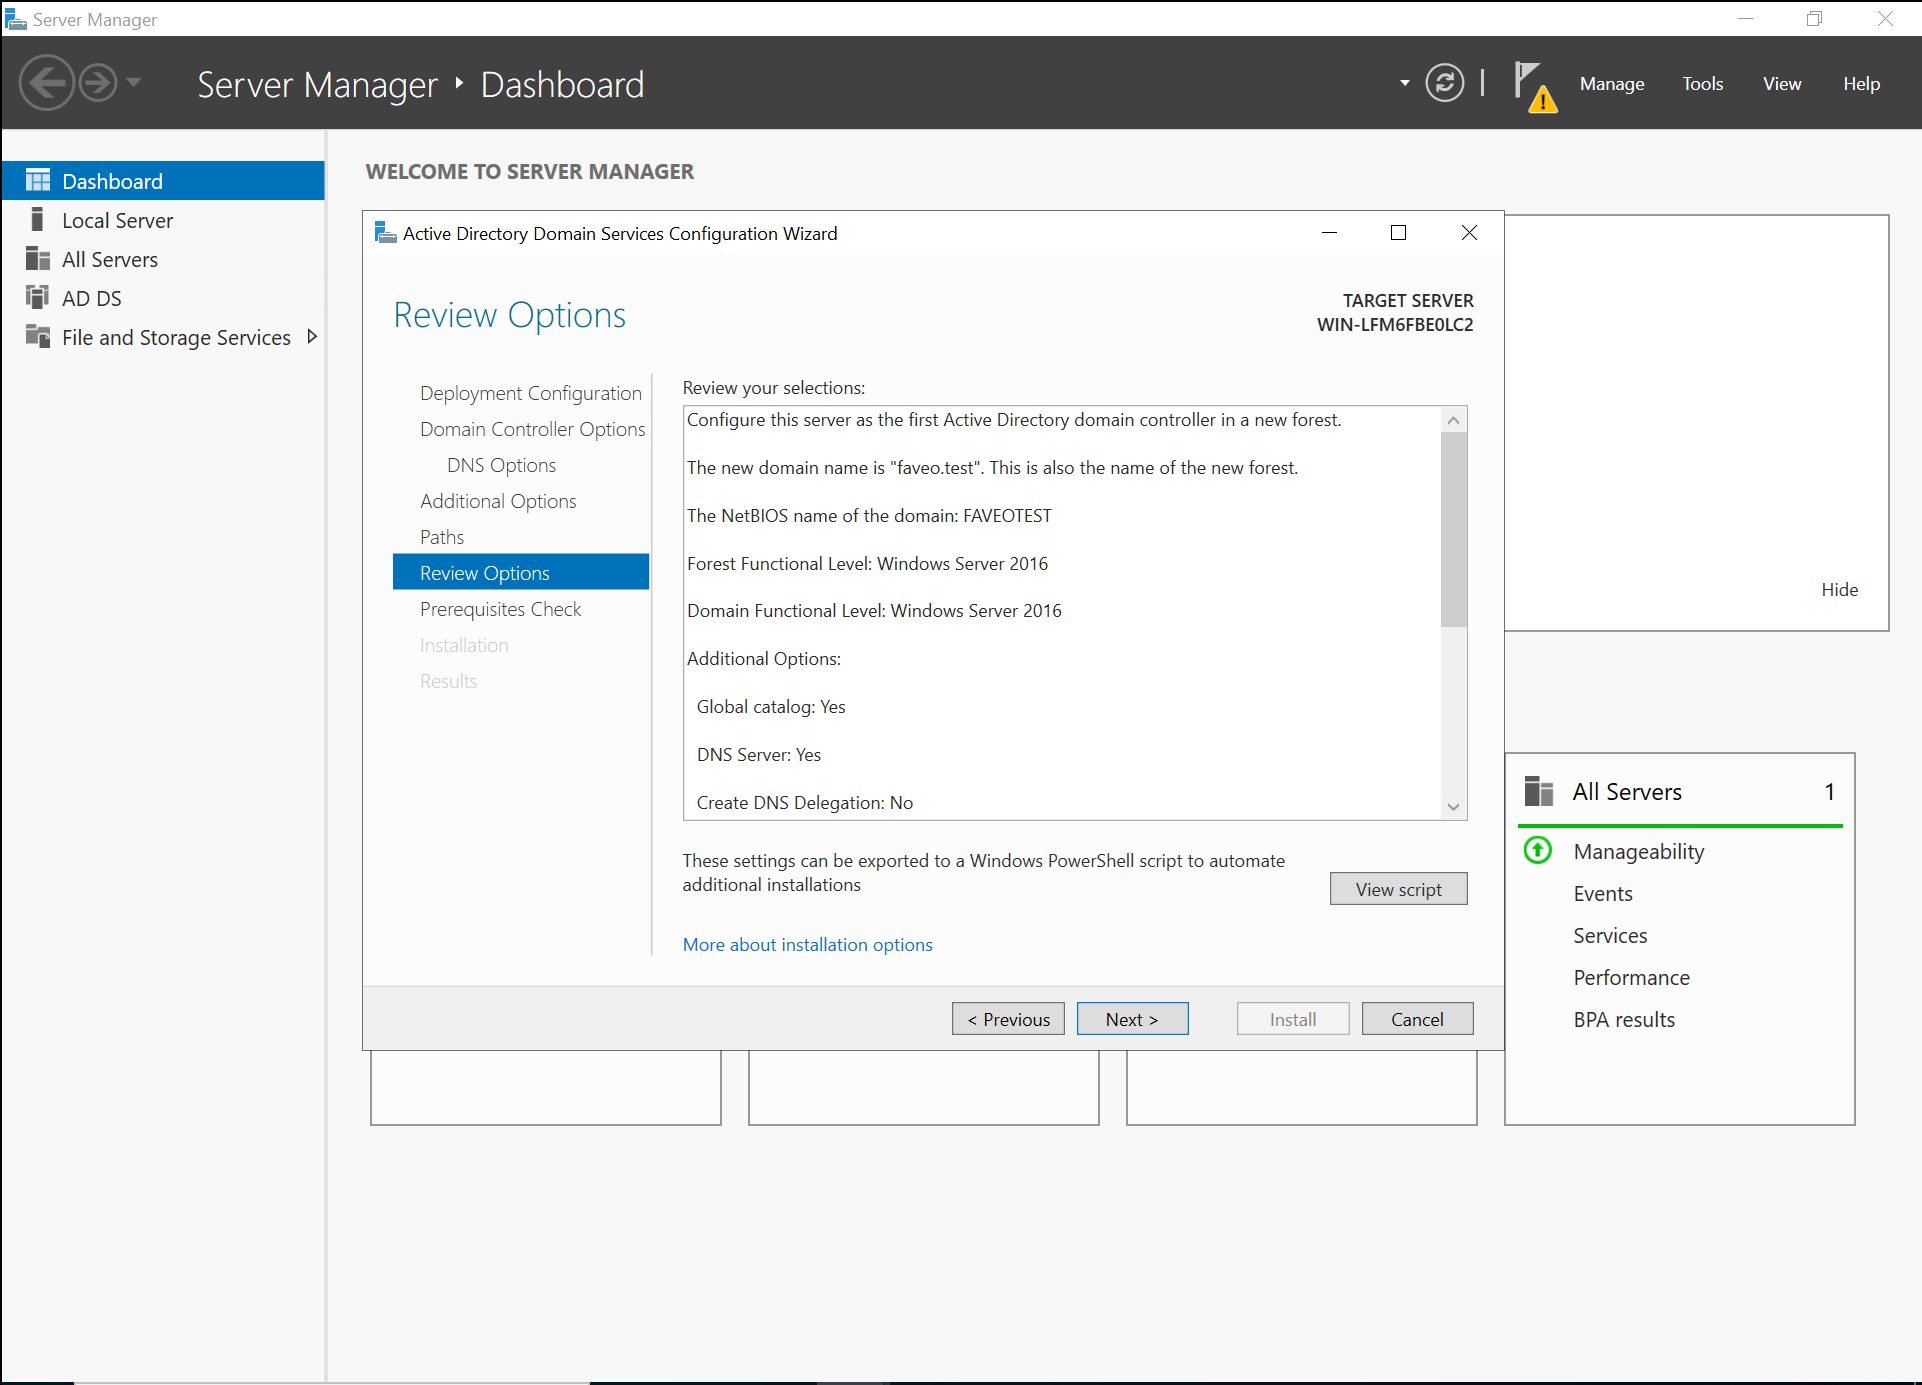 Server Manager
Server Manager ‣ Dashboard
Manage
Tools
View
Help
Dashboard
Local Server
All Servers
AD DS
File and Storage Services
WELCOME TO SERVER MANAGER
Active Directory Domain Services Configuration Wizard
Review Options
TARGET SERVER
WIN-LFM6FBE0LC2
Deployment Configuration
Domain Controller Options
DNS Options
Additional Options
Paths
Review Options
Prerequisites Check
Installation
Results
Review your selections:
Configure this server as the first Active Directory domain controller in a new forest.
The new domain name is "faveo.test". This is also the name of the new forest.
The NetBIOS name of the domain: FAVEOTEST
Forest Functional Level: Windows Server 2016
Domain Functional Level: Windows Server 2016
Additional Options:
Global catalog: Yes
DNS Server: Yes
Create DNS Delegation: No
These settings can be exported to a Windows PowerShell script to automate
additional installations
View script
More about installation options
< Previous
Next >
Install
Cancel
Hide
All Servers 1
Manageability
Events
Services
Performance
BPA results